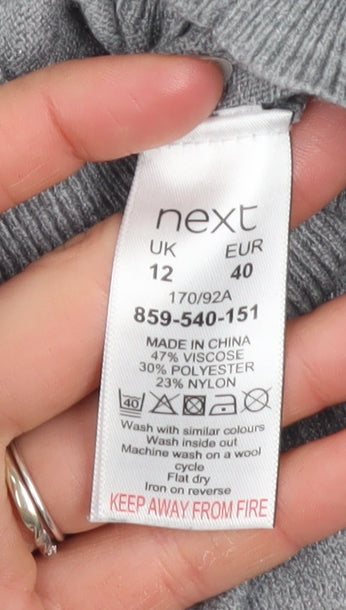 next
UK EUR
12 40
170/92A
859-540-151
MADE IN CHINA
47% VISCOSE
30% POLYESTER
23% NYLON
40
Wash with similar colours
Wash inside out
Machine wash on a wool
cycle
Flat dry
Iron on reverse
KEEP AWAY FROM FIRE